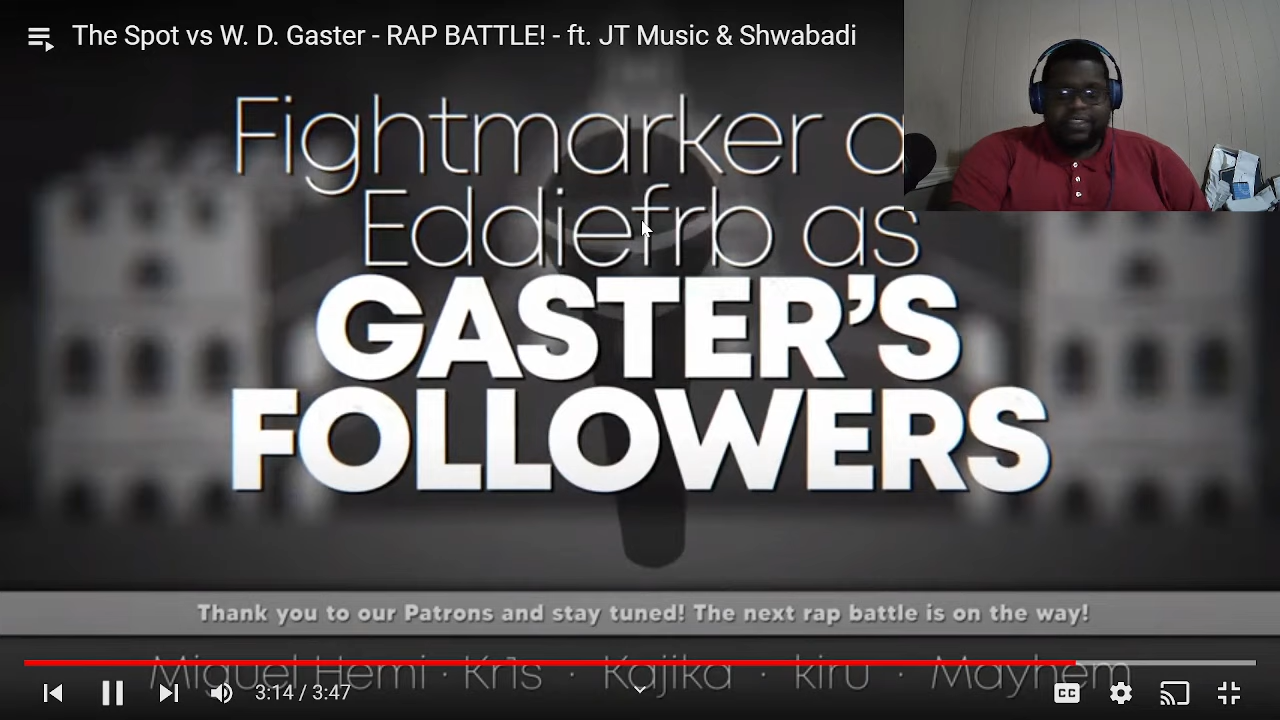 The Spot vs W. D. Gaster - RAP BATTLE! - ft. JT Music & Shwabadi
Fightmarker a
Eddiefrb as
GASTER'S
FOLLOWERS
Thank you to our Patrons and stay tuned! The next rap battle is on the way!
Miguel Hemi · Kr1s · Kajika · kiru · Mayhem
3:14 / 3:47
CC